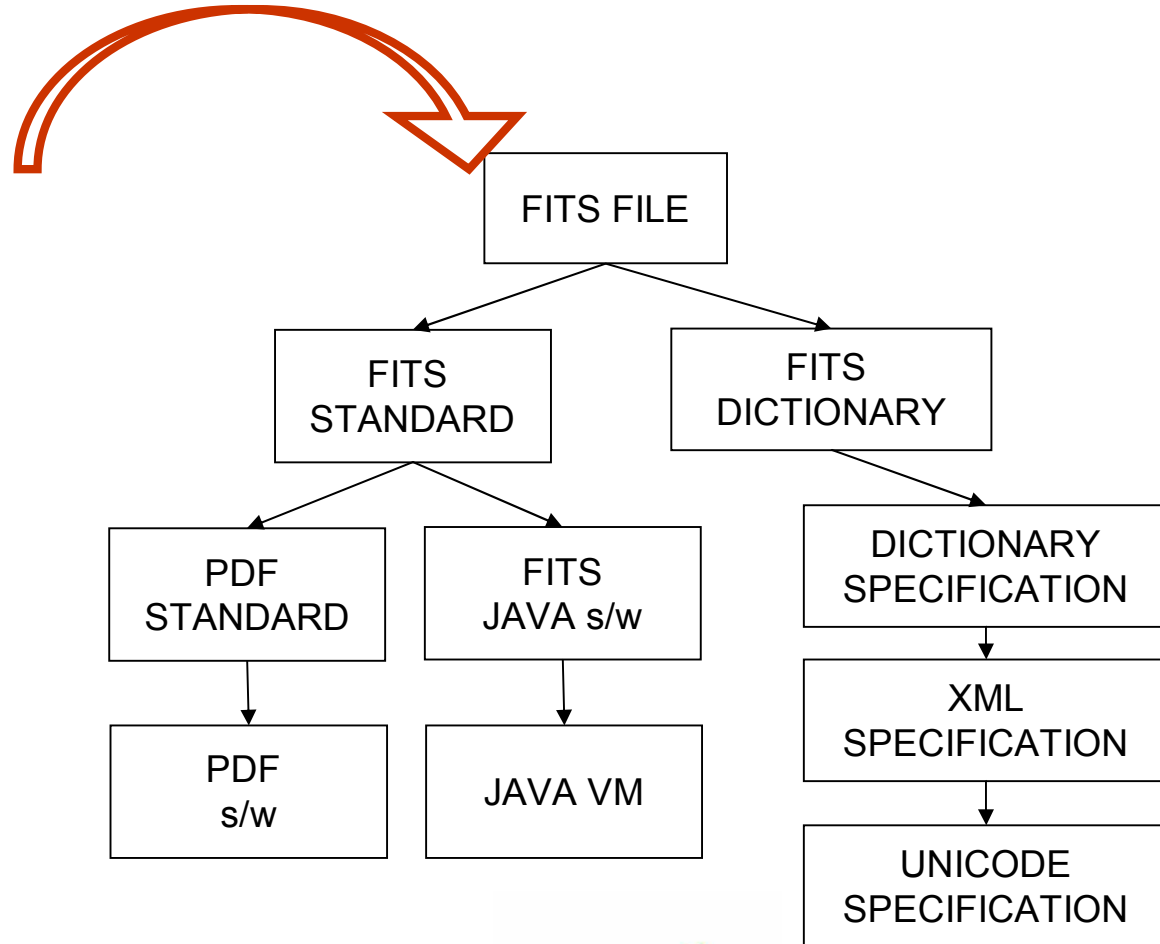 FITS FILE
FITS
STANDARD
FITS
DICTIONARY
PDF
STANDARD
FITS
JAVA s/w
DICTIONARY
SPECIFICATION
XML
SPECIFICATION
PDF
s/w
JAVA VM
UNICODE
SPECIFICATION